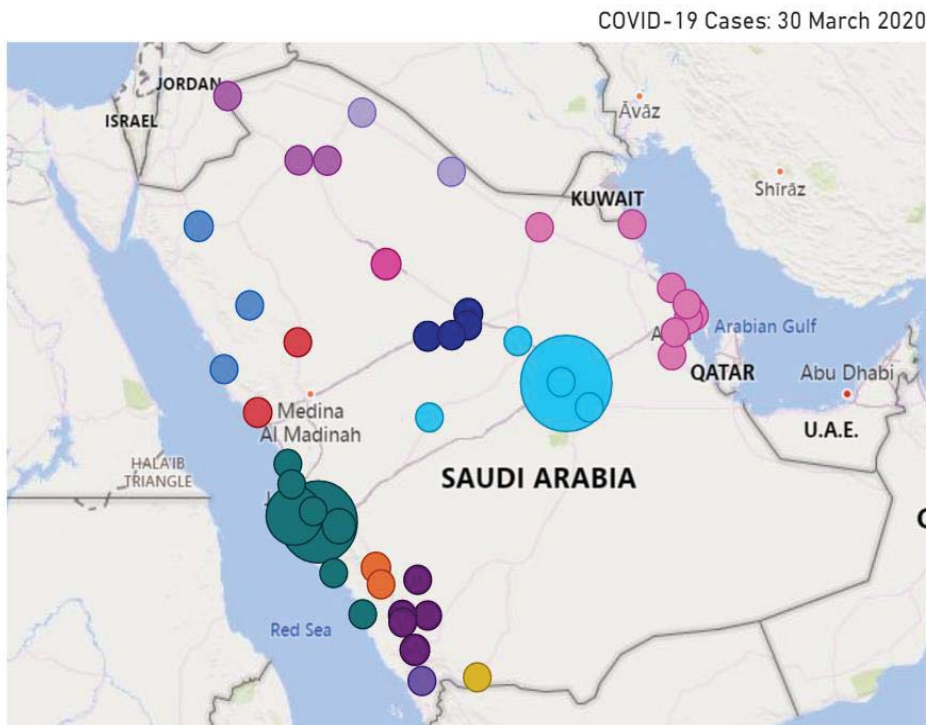 COVID-19 Cases: 30 March 2020
JORDAN
ISRAEL
Āvāz
Shīrāz
KUWAIT
Arabian Gulf
QATAR
Abu Dhabi
U.A.E.
Medina
Al Madinah
HALA'IB
TRIANGLE
SAUDI ARABIA
Red Sea